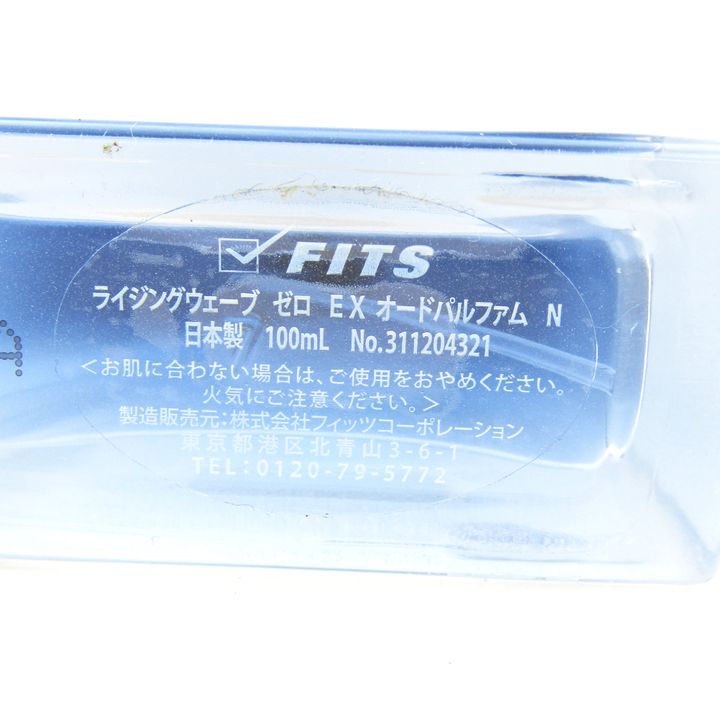 FITS
ライジングウェーブ ゼロ EX オードパルファム N
日本製 100mL No.311204321
＜お肌に合わない場合は、ご使用をおやめください。
火気にご注意ください。＞
製造販売元:株式会社フィッツコーポレーション
東京都港区北青山3-6-1
TEL:0120-79-5772